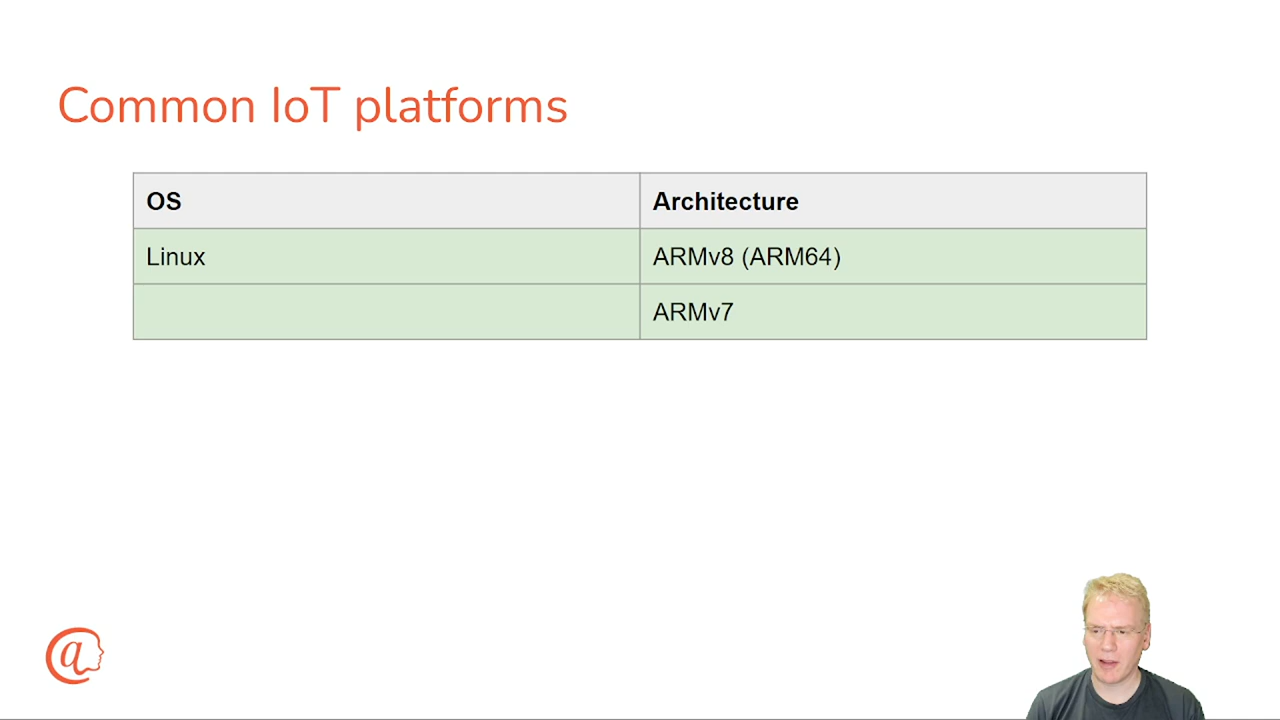 Common IoT platforms
OS Architecture
Linux ARMv8 (ARM64)
ARMv7
@